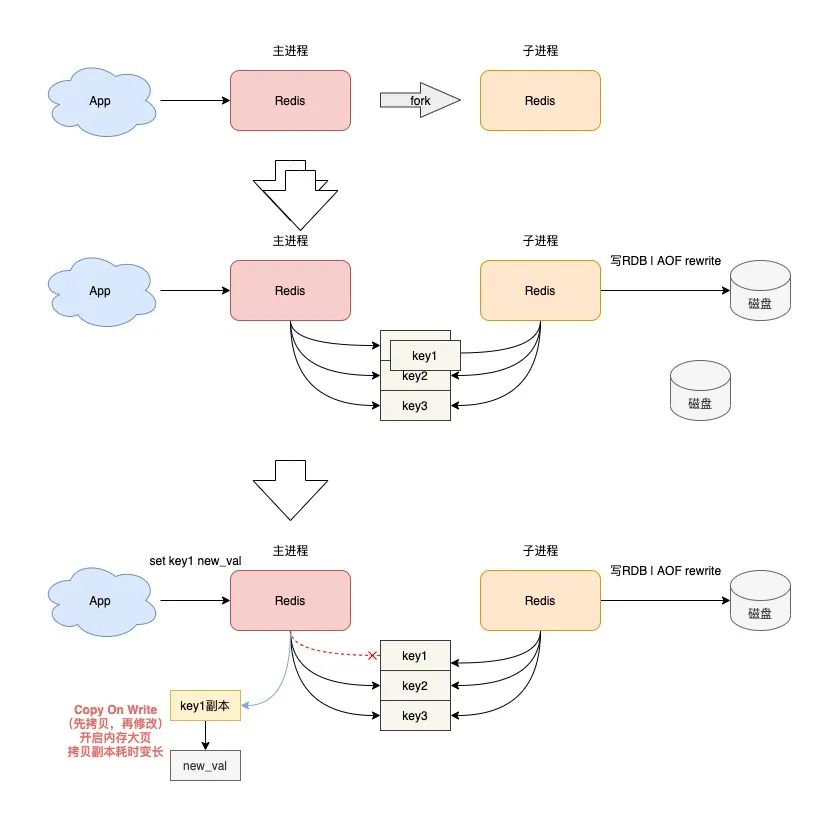 主进程
子进程
App
Redis
fork
Redis
主进程
子进程
写RDB | AOF rewrite
App
Redis
Redis
磁盘
key1
key2
key3
磁盘
主进程
子进程
set key1 new_val
写RDB | AOF rewrite
App
Redis
Redis
磁盘
key1
key2
key3
key1副本
Copy On Write
（先拷贝，再修改）
开启内存大页
拷贝副本耗时变长
new_val